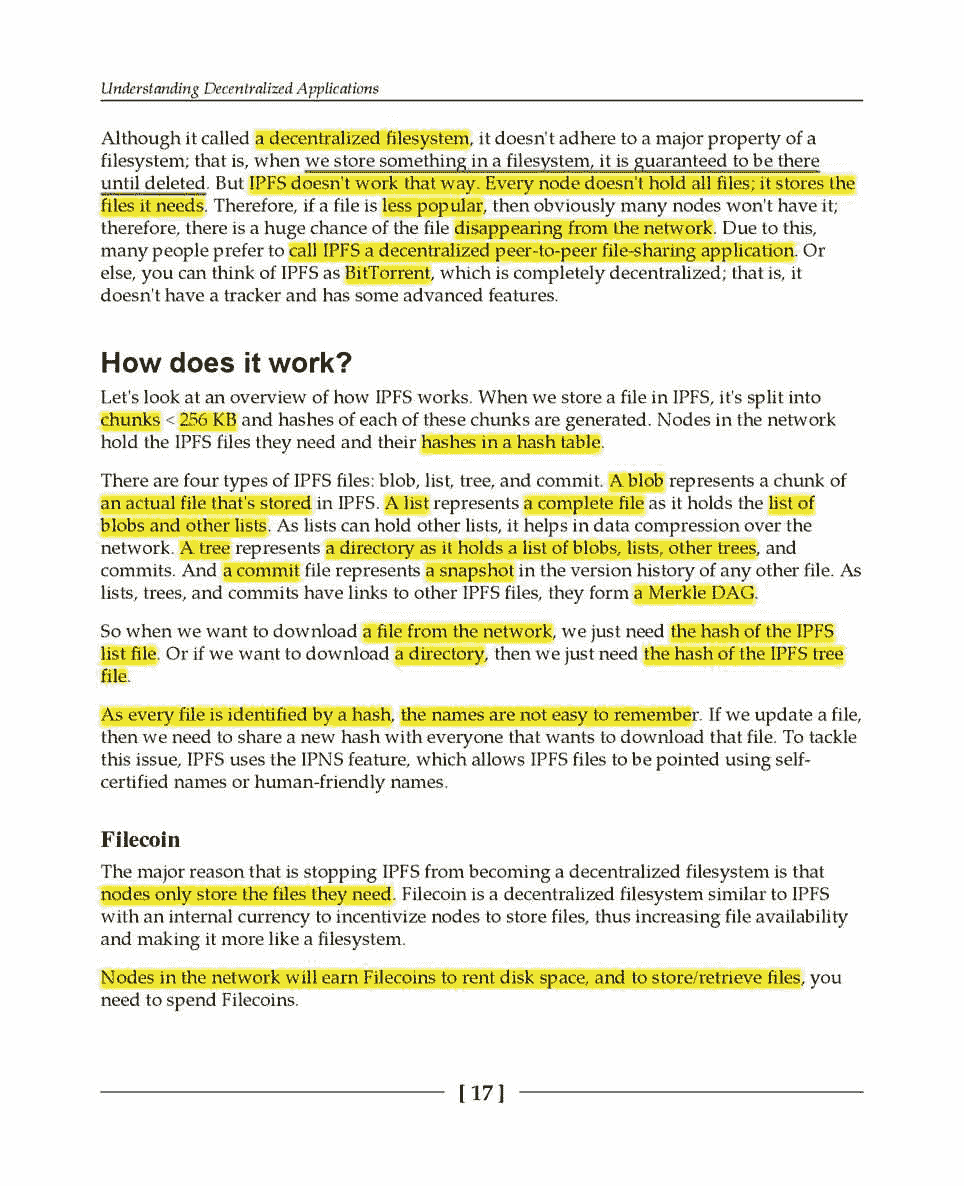 Understanding Decentralized Applications
Although it called a decentralized filesystem, it doesn't adhere to a major property of a
filesystem; that is, when we store something in a filesystem, it is guaranteed to be there
until deleted. But IPFS doesn't work that way. Every node doesn't hold all files; it stores the
files it needs. Therefore, if a file is less popular, then obviously many nodes won't have it;
therefore, there is a huge chance of the file disappearing from the network. Due to this,
many people prefer to call IPFS a decentralized peer-to-peer file-sharing application. Or
else, you can think of IPFS as BitTorrent, which is completely decentralized; that is, it
doesn't have a tracker and has some advanced features.
How does it work?
Let's look at an overview of how IPFS works. When we store a file in IPFS, it's split into
chunks < 256 KB and hashes of each of these chunks are generated. Nodes in the network
hold the IPFS files they need and their hashes in a hash table.
There are four types of IPFS files: blob, list, tree, and commit. A blob represents a chunk of
an actual file that's stored in IPFS. A list represents a complete file as it holds the list of
blobs and other lists. As lists can hold other lists, it helps in data compression over the
network. A tree represents a directory as it holds a list of blobs, lists, other trees, and
commits. And a commit file represents a snapshot in the version history of any other file. As
lists, trees, and commits have links to other IPFS files, they form a Merkle DAG.
So when we want to download a file from the network, we just need the hash of the IPFS
list file. Or if we want to download a directory, then we just need the hash of the IPFS tree
file.
As every file is identified by a hash, the names are not easy to remember. If we update a file,
then we need to share a new hash with everyone that wants to download that file. To tackle
this issue, IPFS uses the IPNS feature, which allows IPFS files to be pointed using self-
certified names or human-friendly names.
Filecoin
The major reason that is stopping IPFS from becoming a decentralized filesystem is that
nodes only store the files they need. Filecoin is a decentralized filesystem similar to IPFS
with an internal currency to incentivize nodes to store files, thus increasing file availability
and making it more like a filesystem.
Nodes in the network will earn Filecoins to rent disk space, and to store/retrieve files, you
need to spend Filecoins.
[ 17 ]